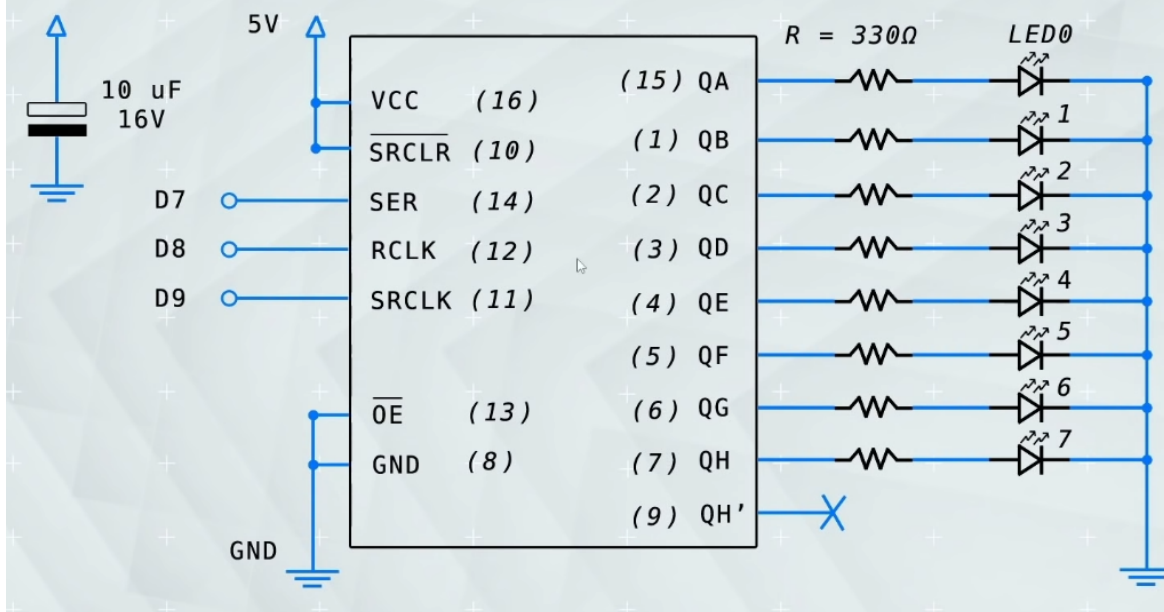 5V
R = 330Ω LED0
10 uF
16V
VCC (16)
(15) QA
SRCLR (10)
(1) QB 1
D7 SER (14)
(2) QC 2
D8 RCLK (12)
(3) QD 3
D9 SRCLK (11)
(4) QE 4
(5) QF 5
OE (13)
(6) QG 6
GND (8)
(7) QH 7
(9) QH'
GND